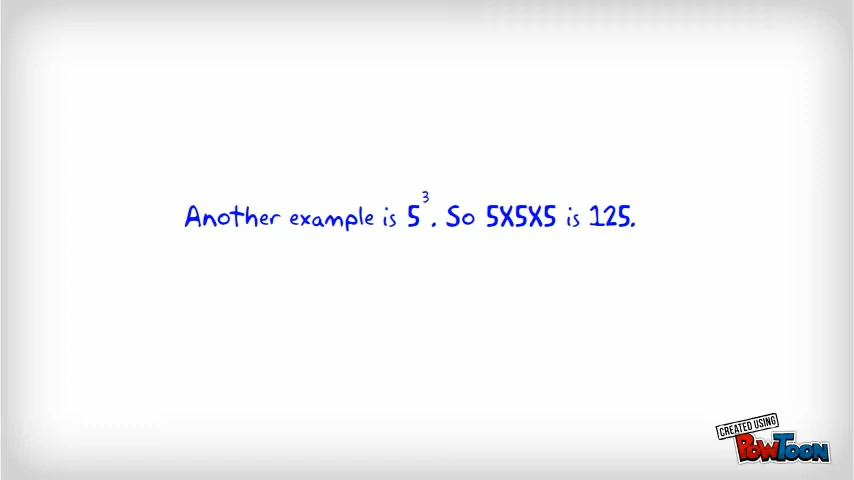 Another example is 5³. So 5X5X5 is 125.
CREATED USING
POWTOON